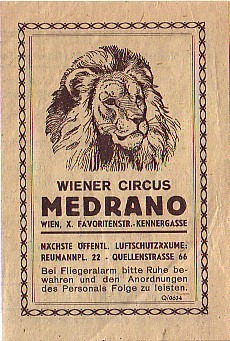 WIENER CIRCUS
MEDRANO
WIEN, X. FAVORITENSTR.-KENNERGASSE
NÄCHSTE ÖFFENTL. LUFTSCHUTZRÄUME:
REUMANNPL. 22 - QUELLENSTRASSE 66
Bei Fliegeralarm bitte Ruhe be-
wahren und den Anordnungen
des Personals Folge zu leisten.
Q/0634